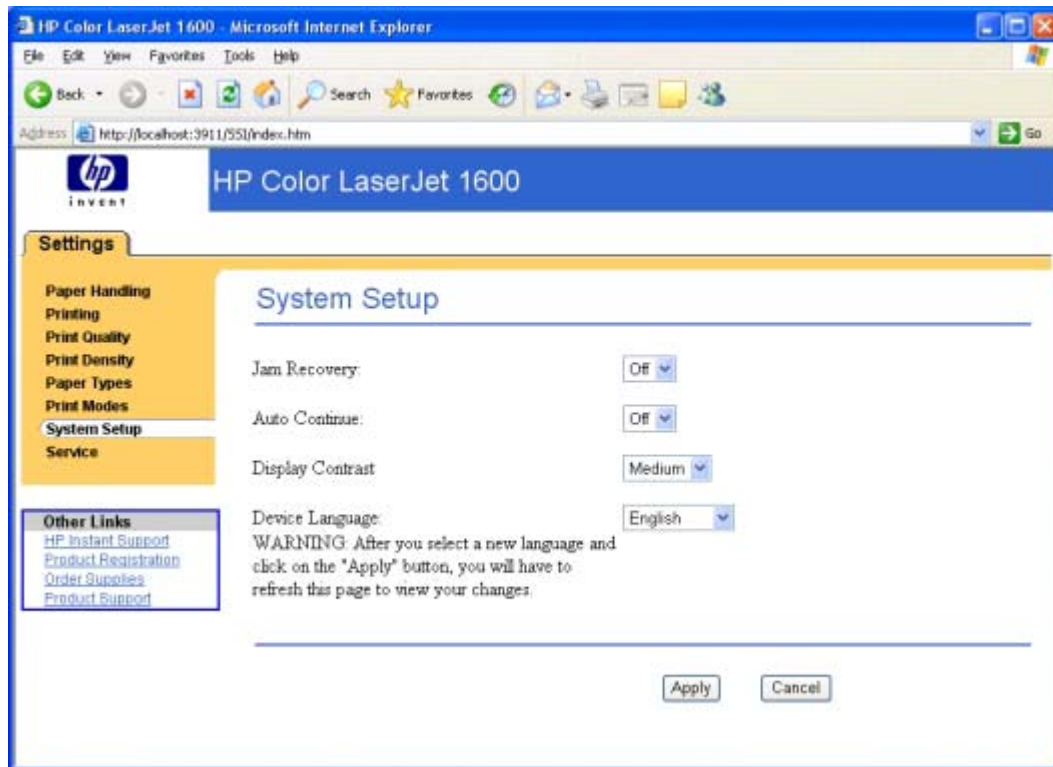 HP Color LaserJet 1600 - Microsoft Internet Explorer
File Edit View Favorites Tools Help
Back Search Favorites
Address http://localhost:3911/SSI/index.htm Go
hp
invent
HP Color LaserJet 1600
Settings
Paper Handling
Printing
Print Quality
Print Density
Paper Types
Print Modes
System Setup
Service
Other Links
HP Instant Support
Product Registration
Order Supplies
Product Support
System Setup
Jam Recovery: Off
Auto Continue: Off
Display Contrast Medium
Device Language: English
WARNING: After you select a new language and
click on the "Apply" button, you will have to
refresh this page to view your changes.
Apply Cancel